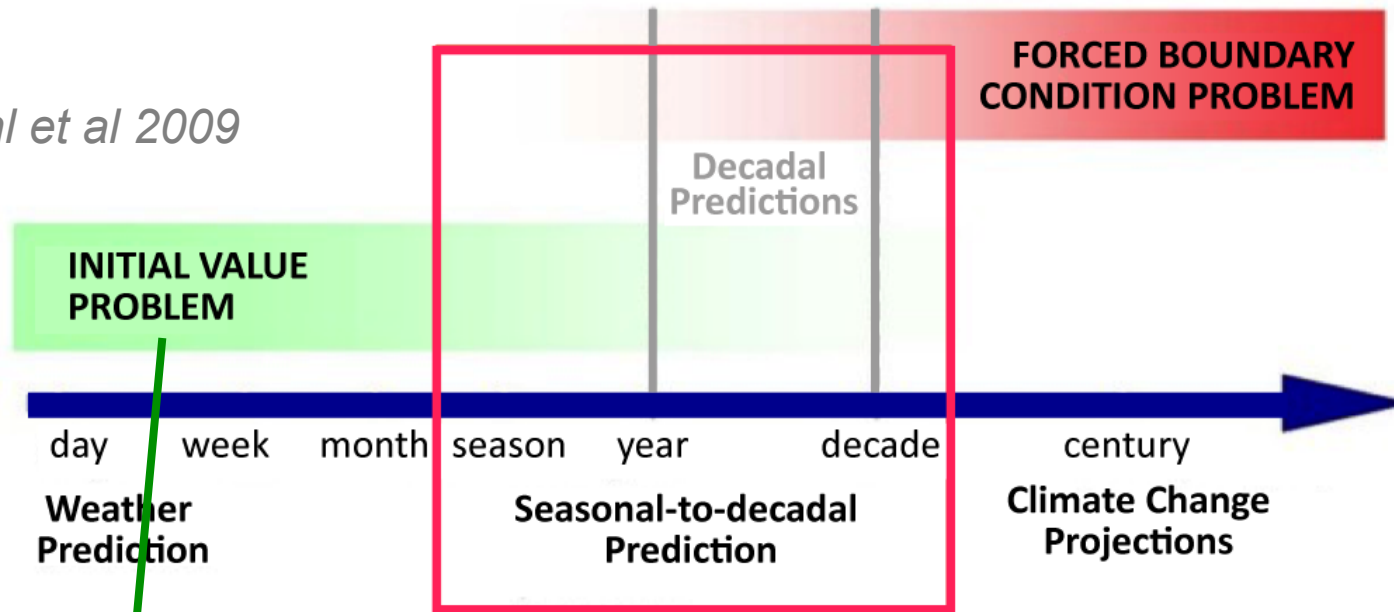 FORCED BOUNDARY
CONDITION PROBLEM
et al 2009
Decadal
Predictions
INITIAL VALUE
PROBLEM
day week month season year decade century
Weather
Prediction
Seasonal-to-decadal
Prediction
Climate Change
Projections